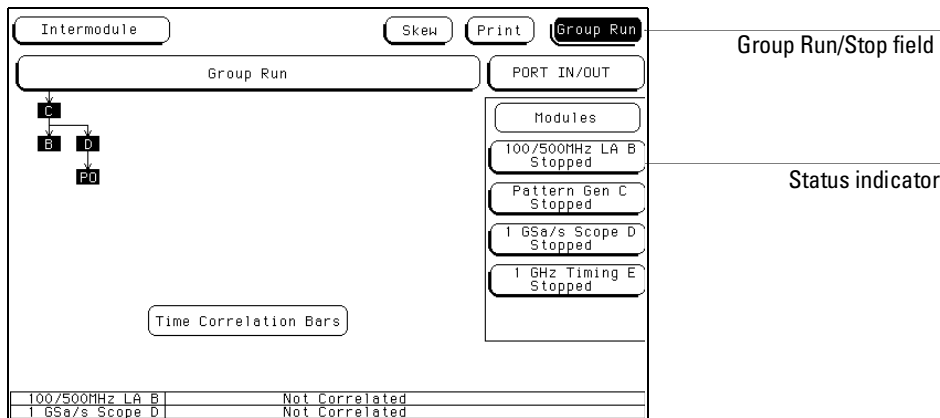 Intermodule
Skew
Print
Group Run
Group Run/Stop field
Group Run
PORT IN/OUT
C
B
D
PO
Modules
100/500MHz LA B
Stopped
Status indicator
Pattern Gen C
Stopped
1 GSa/s Scope D
Stopped
1 GHz Timing E
Stopped
Time Correlation Bars
100/500MHz LA B
Not Correlated
1 GSa/s Scope D
Not Correlated